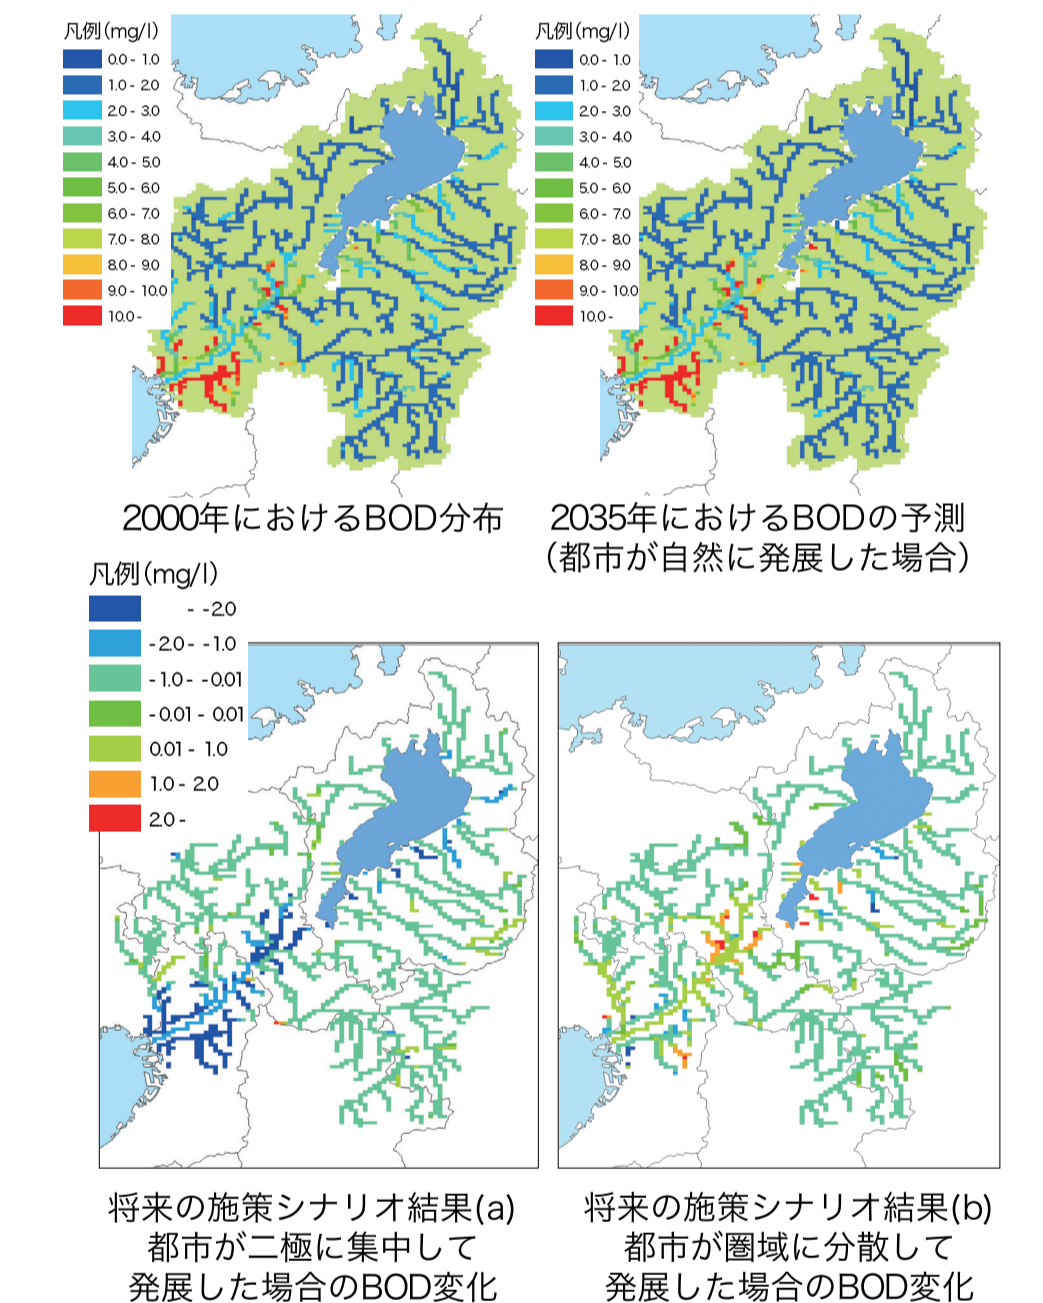 凡例(mg/l)
0.0 - 1.0
1.0 - 2.0
2.0 - 3.0
3.0 - 4.0
4.0 - 5.0
5.0 - 6.0
6.0 - 7.0
7.0 - 8.0
8.0 - 9.0
9.0 - 10.0
10.0 -
2000年におけるBOD分布
凡例(mg/l)
0.0 - 1.0
1.0 - 2.0
2.0 - 3.0
3.0 - 4.0
4.0 - 5.0
5.0 - 6.0
6.0 - 7.0
7.0 - 8.0
8.0 - 9.0
9.0 - 10.0
10.0 -
2035年におけるBODの予測
（都市が自然に発展した場合）
凡例(mg/l)
- -2.0
-2.0 - -1.0
-1.0 - -0.01
-0.01 - 0.01
0.01 - 1.0
1.0 - 2.0
2.0 -
将来の施策シナリオ結果(a)
都市が二極に集中して
発展した場合のBOD変化
将来の施策シナリオ結果(b)
都市が圏域に分散して
発展した場合のBOD変化